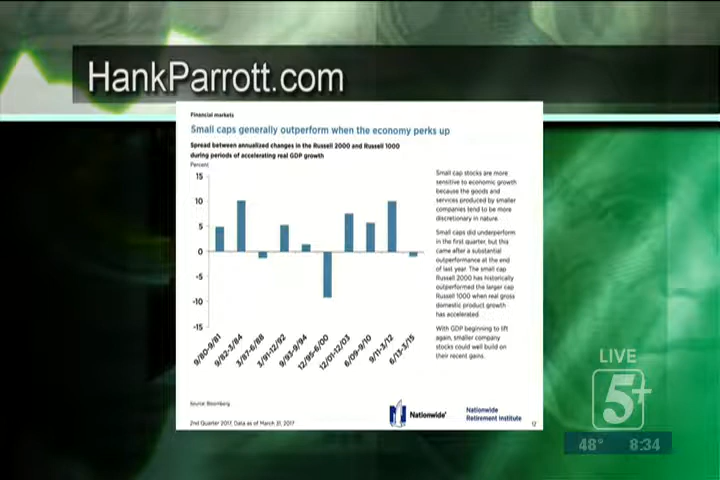 HankParrott.com
Financial markets
Small caps generally outperform when the economy perks up
Spread between annualized changes in the Russell 2000 and Russell 1000
during periods of accelerating real GDP growth
Percent
15
10
5
0
-5
-10
-15
9/80-9/81
9/82-3/84
3/87-6/88
3/91-12/92
9/93-9/94
12/95-6/00
12/01-12/03
6/09-9/10
9/11-3/12
6/13-3/15
Small cap stocks are more
sensitive to economic growth
because the goods and
services produced by smaller
companies tend to be more
discretionary in nature.
Small caps did underperform
in the first quarter, but this
came after a substantial
outperformance at the end
of last year. The small cap
Russell 2000 has historically
outperformed the larger cap
Russell 1000 when real gross
domestic product growth
has accelerated.
With GDP beginning to lift
again, smaller company
stocks could well build on
their recent gains.
Source: Bloomberg
2nd Quarter 2017, Data as of March 31, 2017
Nationwide®
Nationwide
Retirement Institute
12
LIVE
5+
48° 8:34